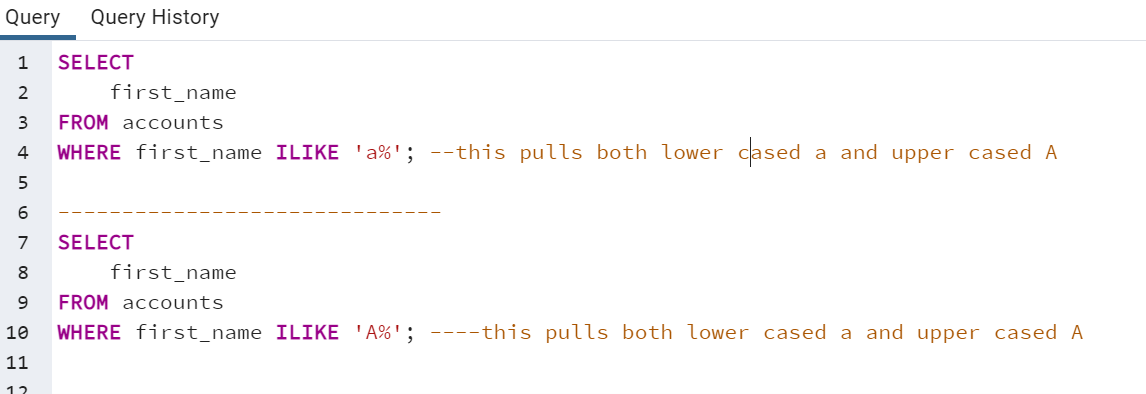 Query Query History
1 SELECT
2 first_name
3 FROM accounts
4 WHERE first_name ILIKE 'a%'; --this pulls both lower cased a and upper cased A
5
6 ------------------------------
7 SELECT
8 first_name
9 FROM accounts
10 WHERE first_name ILIKE 'A%'; ----this pulls both lower cased a and upper cased A
11
12